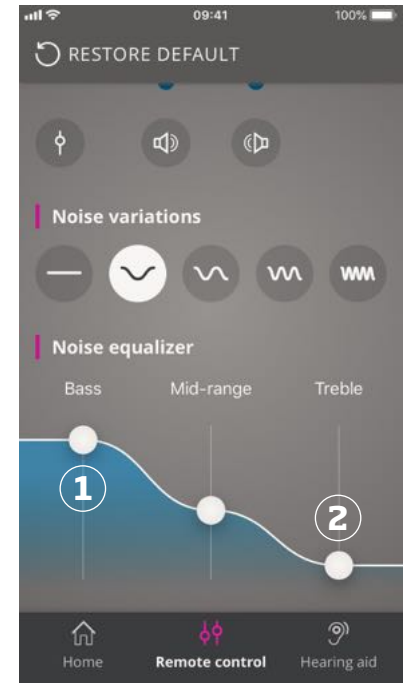 09:41
100%
RESTORE DEFAULT
Noise variations
Noise equalizer
Bass Mid-range Treble
1
2
Home Remote control Hearing aid